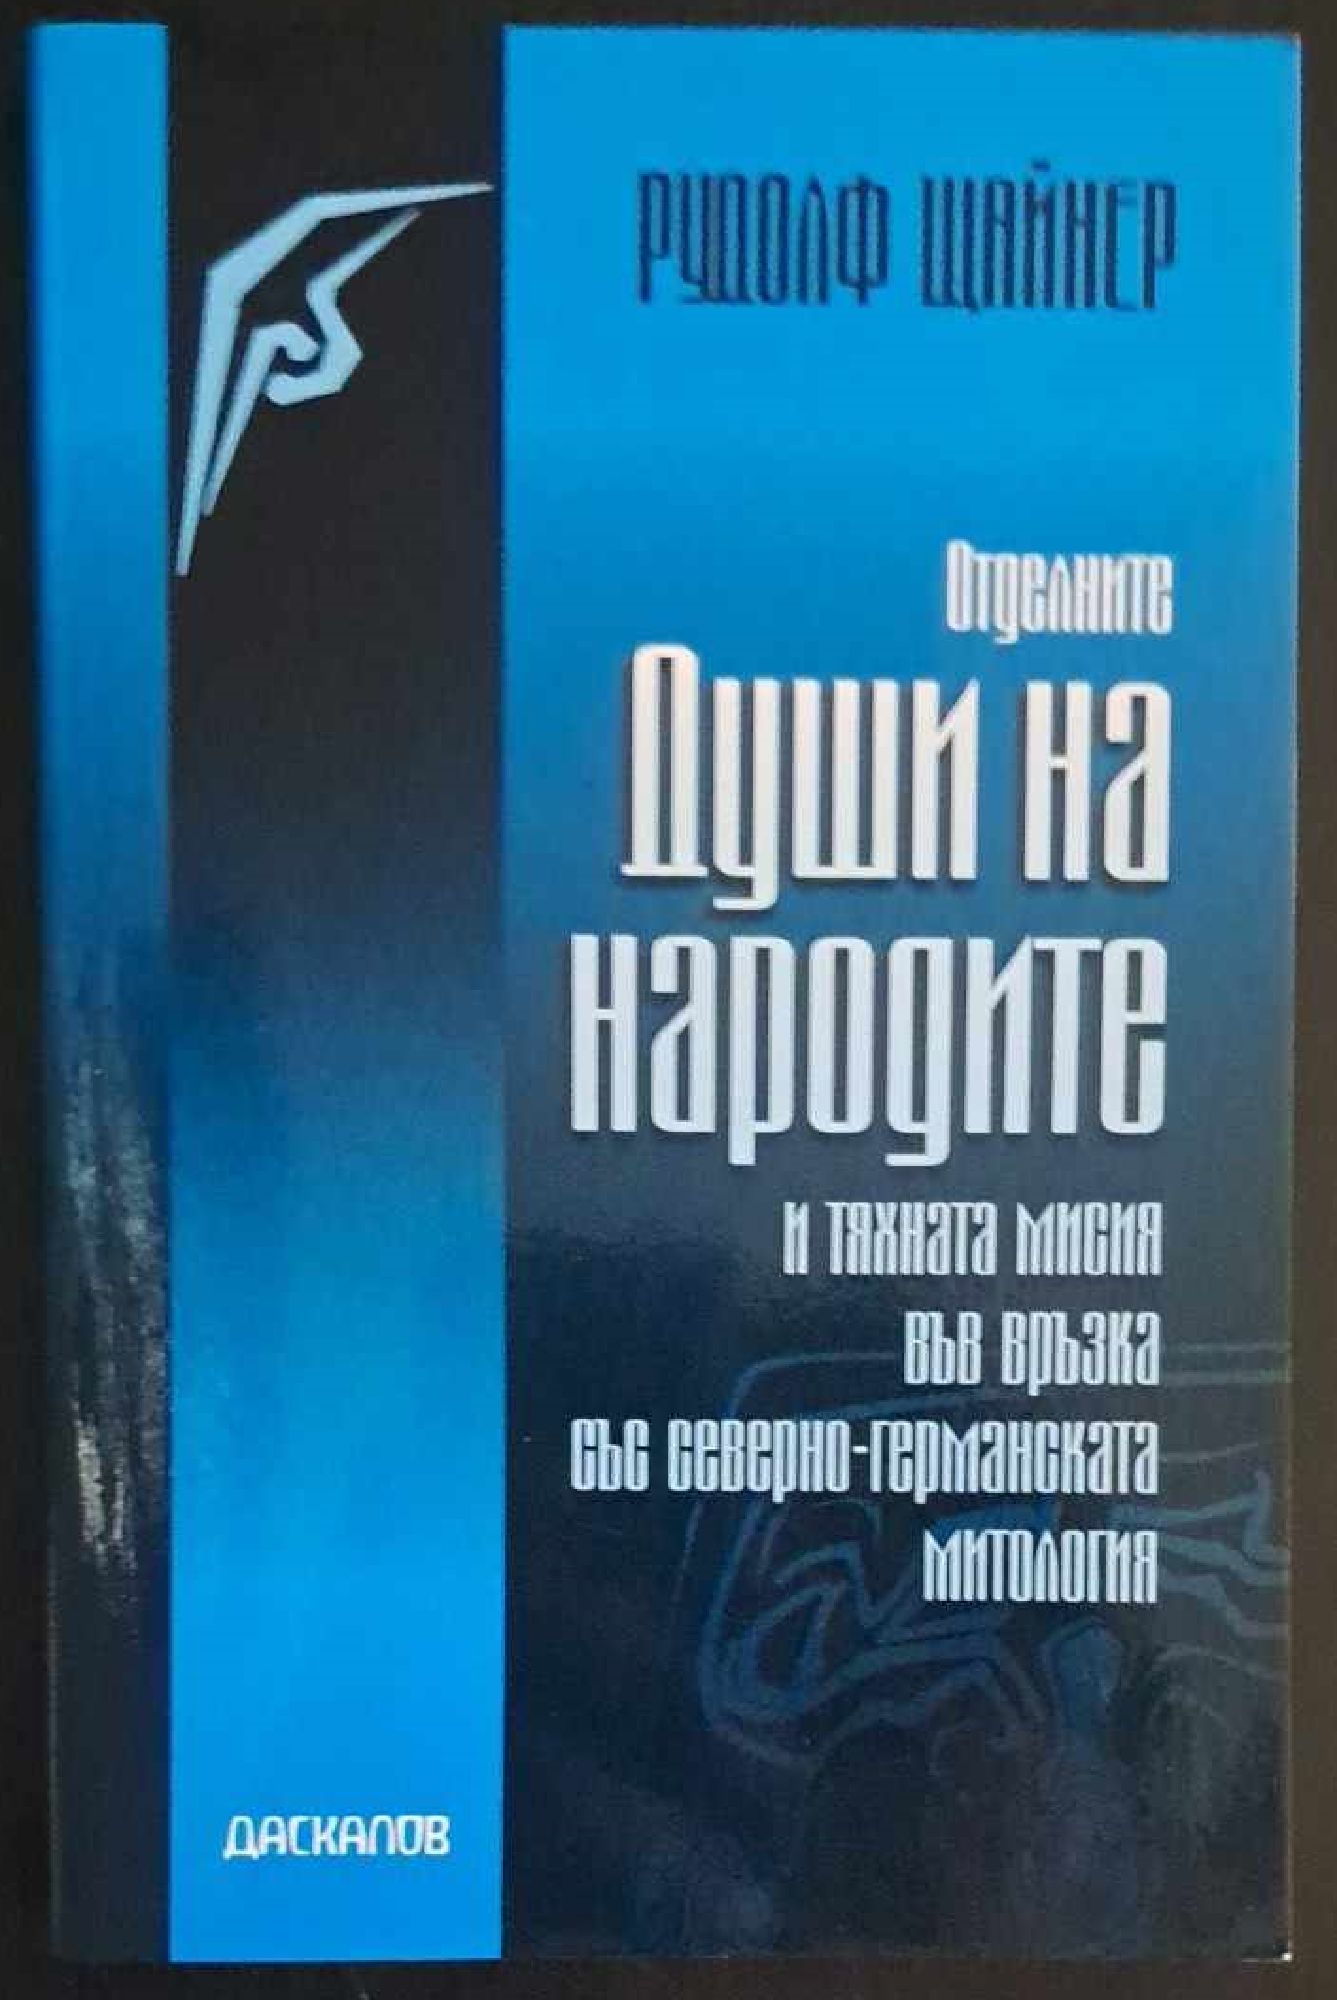 РУДОЛФ ЩАЙНЕР
Отделните
Души на
народите
и тяхната мисия
във връзка
със северно-германската
митология
ДАСКАЛОВ